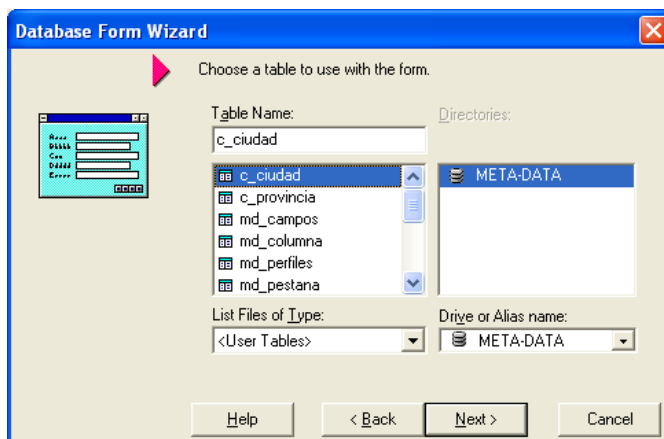 Database Form Wizard
Choose a table to use with the form.
Table Name:
Directories:
c_ciudad
c_ciudad
c_provincia
md_campos
md_columna
md_perfiles
md_pestana
META-DATA
List Files of Type:
Drive or Alias name:
<User Tables>
META-DATA
Help
< Back
Next >
Cancel